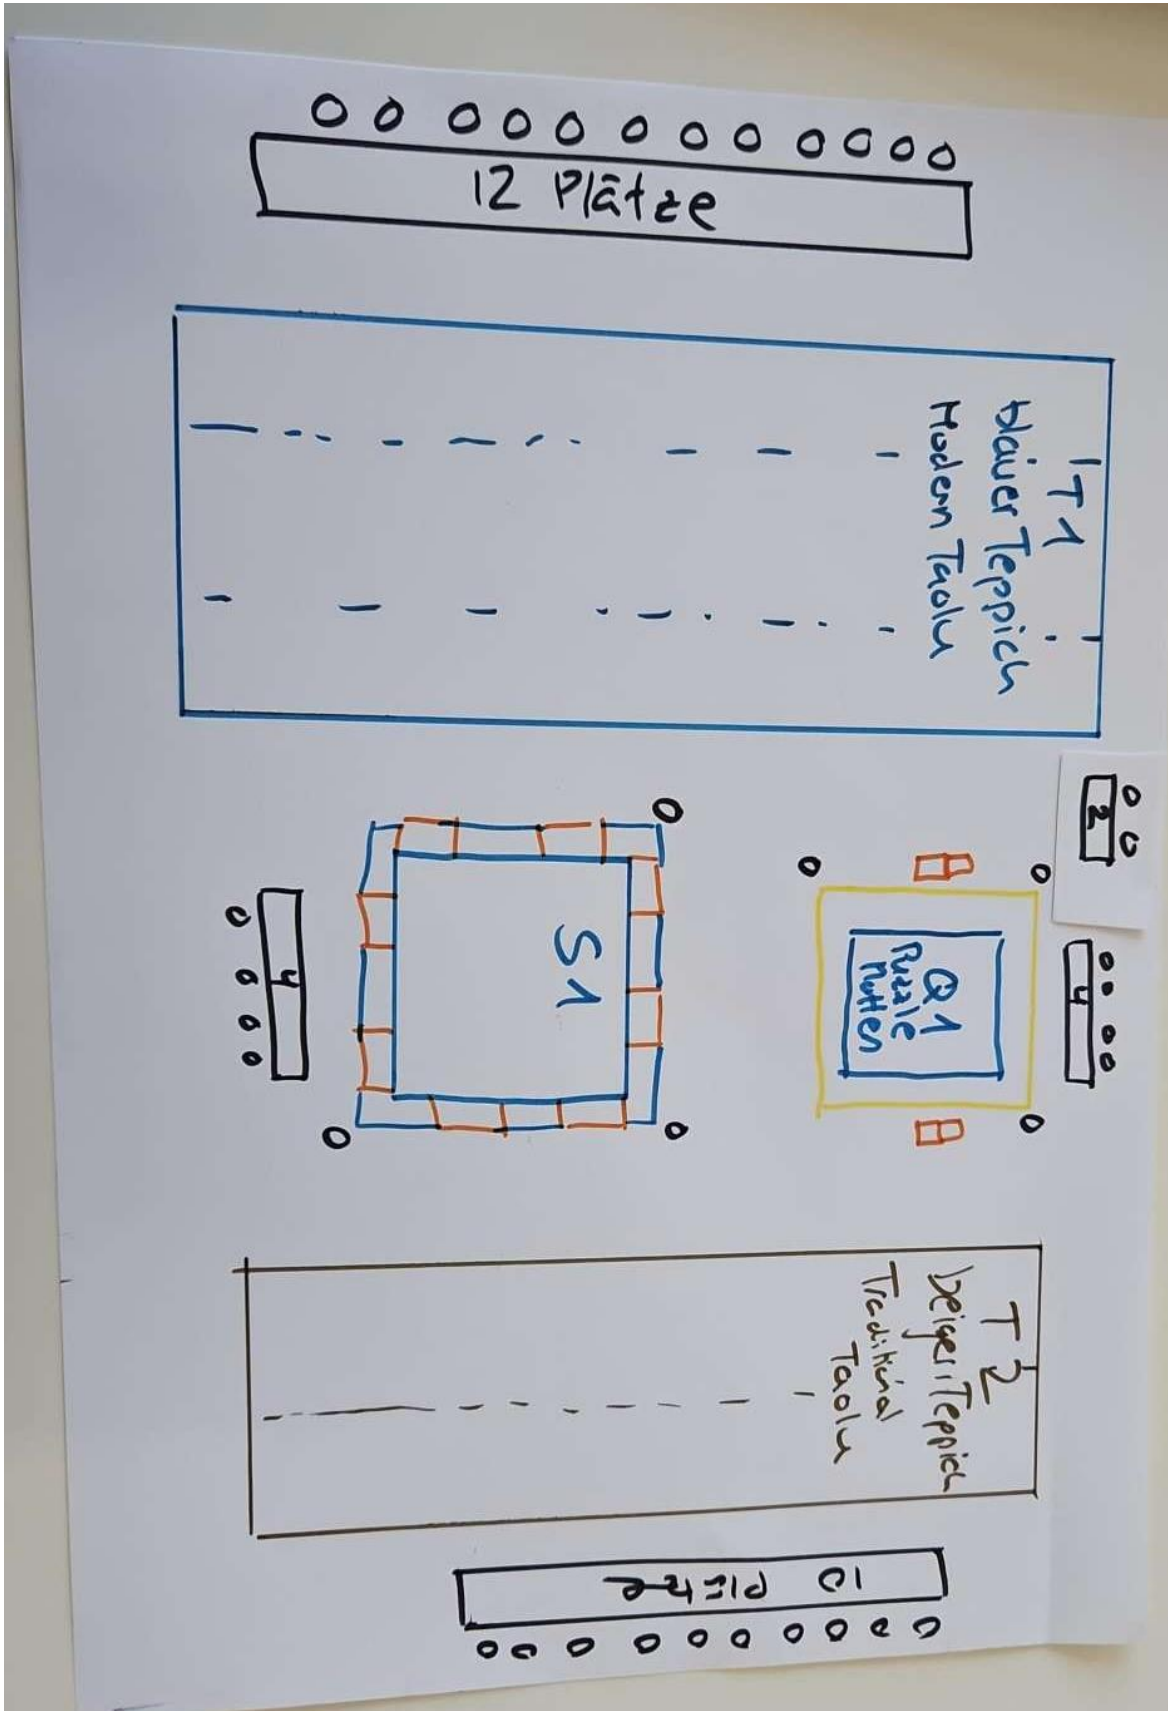 12 Plätze
T1
blauer Teppich
Modern Taolu
2
4
Q1
Puzzle
Matten
S1
4
T2
beiger Teppich
Traditional
Taolu
10 Plätze